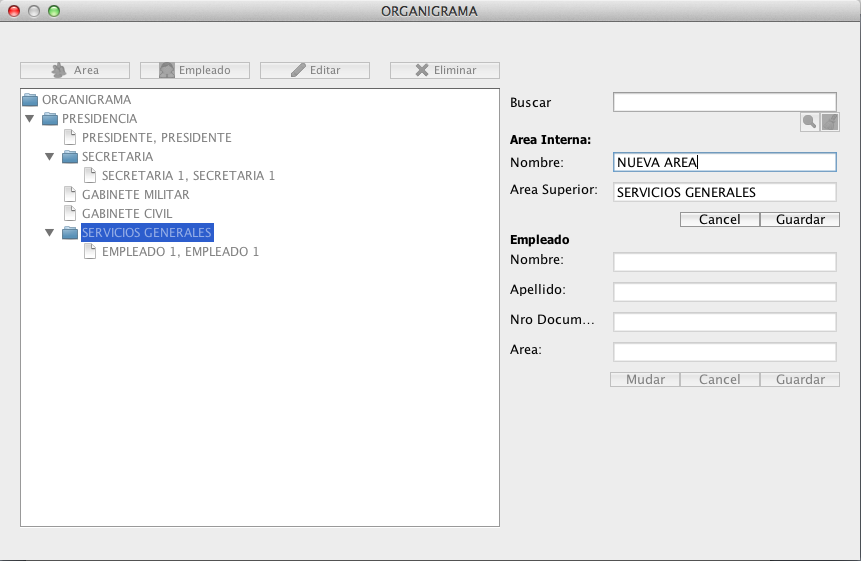 ORGANIGRAMA
Area
Empleado
Editar
Eliminar
ORGANIGRAMA
PRESIDENCIA
PRESIDENTE, PRESIDENTE
SECRETARIA
SECRETARIA 1, SECRETARIA 1
GABINETE MILITAR
GABINETE CIVIL
SERVICIOS GENERALES
EMPLEADO 1, EMPLEADO 1
Buscar
Area Interna:
Nombre: NUEVA AREA
Area Superior: SERVICIOS GENERALES
Cancel Guardar
Empleado
Nombre:
Apellido:
Nro Docum...
Area:
Mudar Cancel Guardar